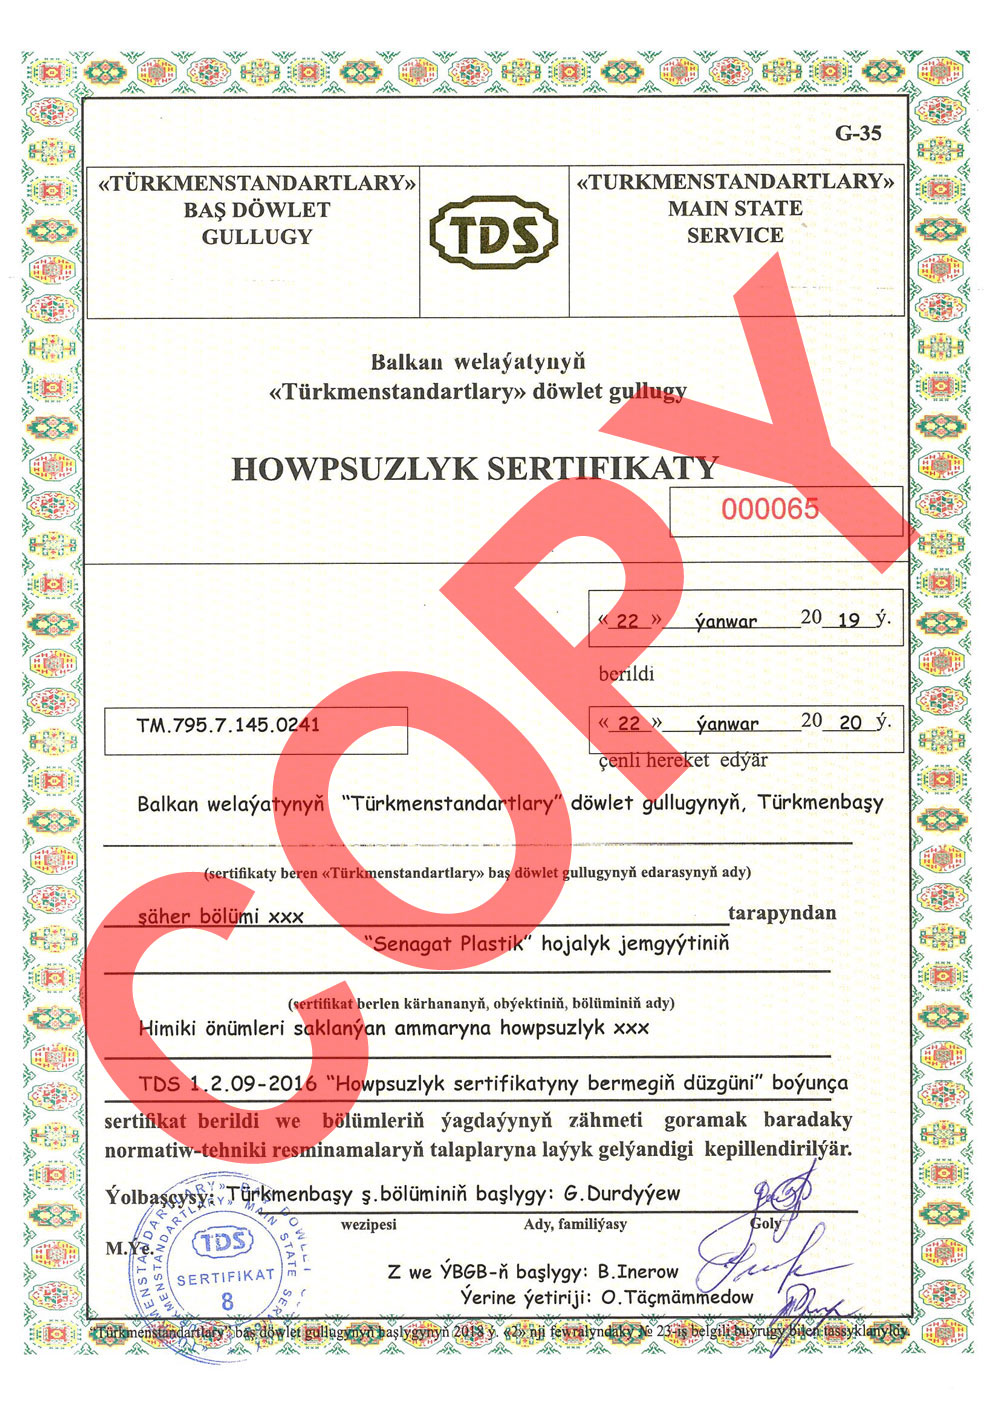 G-35
«TÜRKMENSTANDARTLARY»
BAŞ DÖWLET
GULLUGY
TDS
«TURKMENSTANDARTLARY»
MAIN STATE
SERVICE
Balkan welaýatynyň
«Türkmenstandartlary» döwlet gullugy
HOWPSUZLYK SERTIFIKATY
000065
« 22 » ýanwar 20 19 ý.
berildi
TM.795.7.145.0241
« 22 » ýanwar 20 20 ý.
çenli hereket edýär
Balkan welaýatynyň “Türkmenstandartlary” döwlet gullugynyň, Türkmenbaşy
(sertifikaty beren «Türkmenstandartlary» baş döwlet gullugynyň edarasynyň ady)
şäher bölümi xxx tarapyndan
“Senagat Plastik” hojalyk jemgyýtiniň
(sertifikat berlen kärhananyň, obýektiniň, bölüminiň ady)
Himiki önümleri saklanýan ammaryna howpsuzlyk xxx
TDS 1.2.09-2016 “Howpsuzlyk sertifikatyny bermegiň düzgüni” boýunça
sertifikat berildi we bölümleriň ýagdaýynyň zähmeti goramak baradaky
normatiw-tehniki resminamalaryň talaplaryna laýyk gelýandigi kepillendirilýär.
Ýolbaşçysy: Türkmenbaşy ş.bölüminiň başlygy: G.Durdyýew
wezipesi Ady, familiýasy Goly
M.Ýe.
Z we ÝBGB-ň başlygy: B.Inerow
Ýerine ýetiriji: O.Täçmämmedow
TDS
SERTIFIKAT
8
MAIN STATE
"Türkmenstandartlary" baş döwlet gullugynyň başlygynyň 2018 ý. «2» nji fewralyndaky № 23-iş belgili buýrugy bilen tassyklanyldy.
COPY